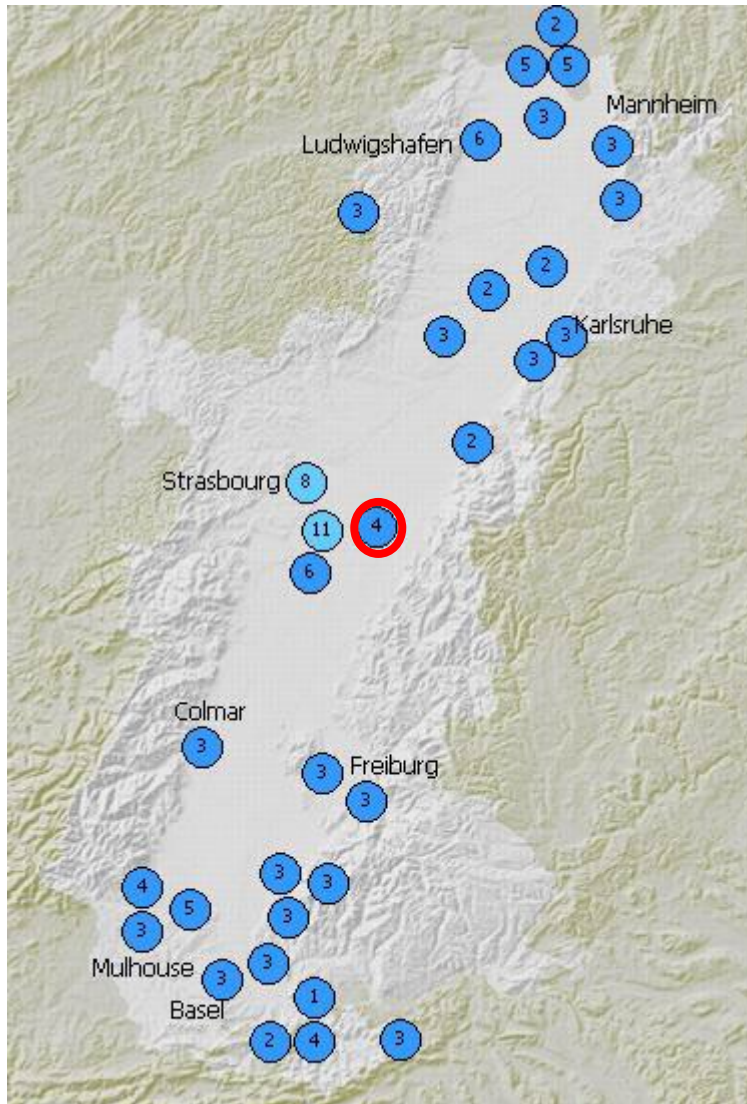 2
5 5
3
Mannheim
Ludwigshafen 6
3
3
3
2
2
3
3 Karlsruhe
3
2
Strasbourg 8
11 4
6
Colmar
3
3 Freiburg
3
3
4 3
5
3
3
Mulhouse 3
3
Basel 1
2 4 3